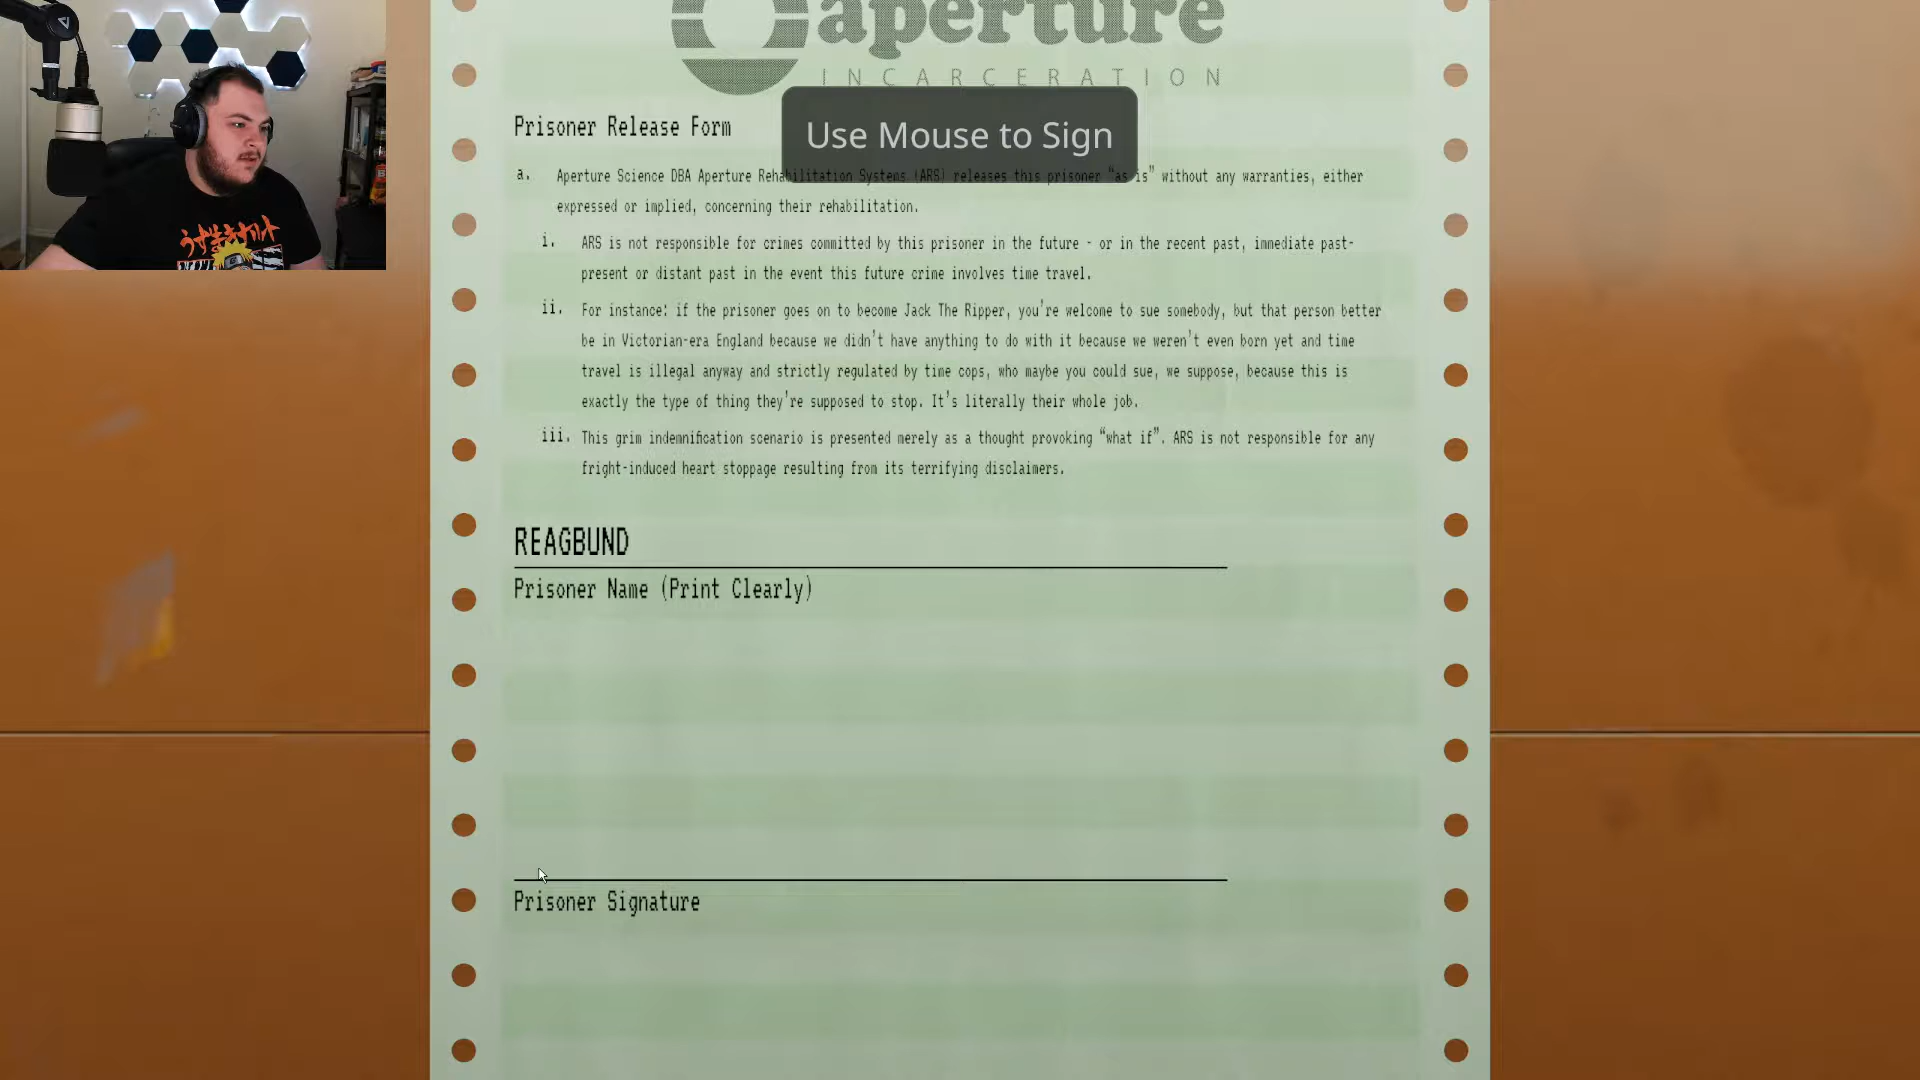 aperture
INCARCERATION
Use Mouse to Sign
Prisoner Release Form
a. Aperture Science DBA Aperture Rehabilitation Systems (ARS) releases this prisoner “as is” without any warranties, either
expressed or implied, concerning their rehabilitation.
i. ARS is not responsible for crimes committed by this prisoner in the future - or in the recent past, immediate past-
present or distant past in the event this future crime involves time travel.
ii. For instance: if the prisoner goes on to become Jack The Ripper, you're welcome to sue somebody, but that person better
be in Victorian-era England because we didn't have anything to do with it because we weren't even born yet and time
travel is illegal anyway and strictly regulated by time cops, who maybe you could sue, we suppose, because this is
exactly the type of thing they're supposed to stop. It's literally their whole job.
iii. This grim indemnification scenario is presented merely as a thought provoking “what if”. ARS is not responsible for any
fright-induced heart stoppage resulting from its terrifying disclaimers.
REAGBUND
Prisoner Name (Print Clearly)
Prisoner Signature
うずまきナルト